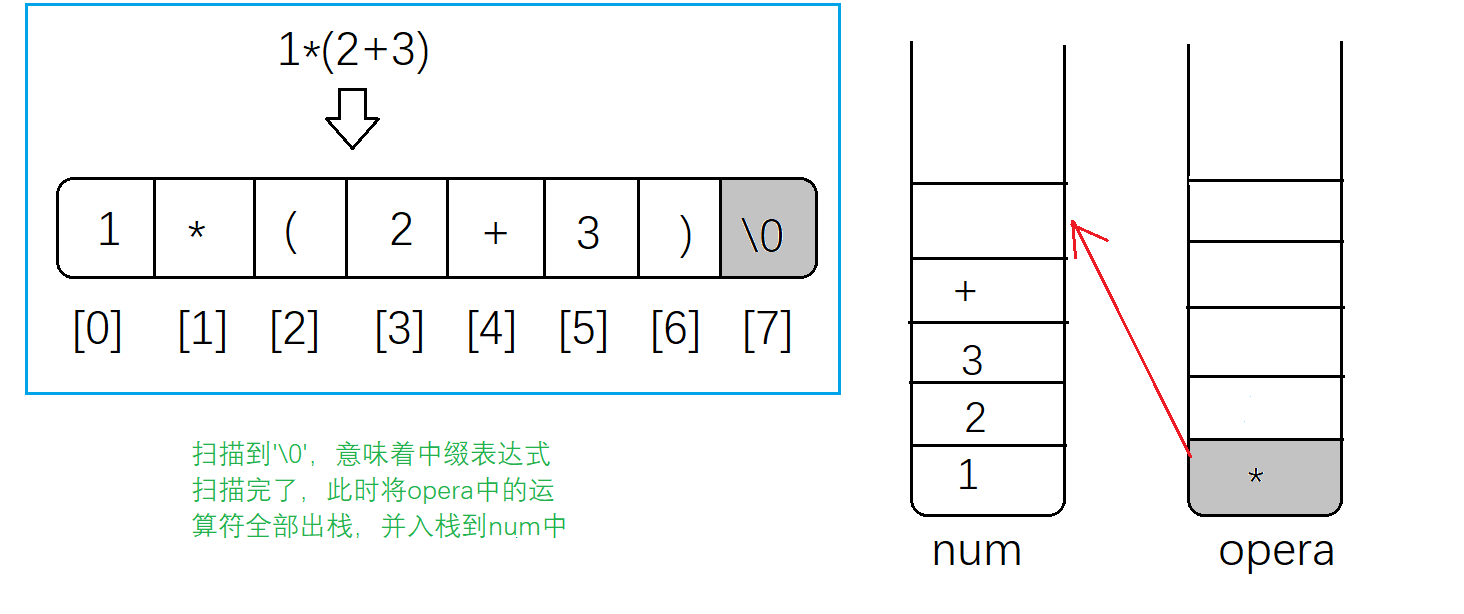 1*(2+3)
1 * ( 2 + 3 ) \0
[0] [1] [2] [3] [4] [5] [6] [7]
扫描到'\0'，意味着中缀表达式
扫描完了，此时将opera中的运
算符全部出栈，并入栈到num中
+
3
2
1
num
*
opera